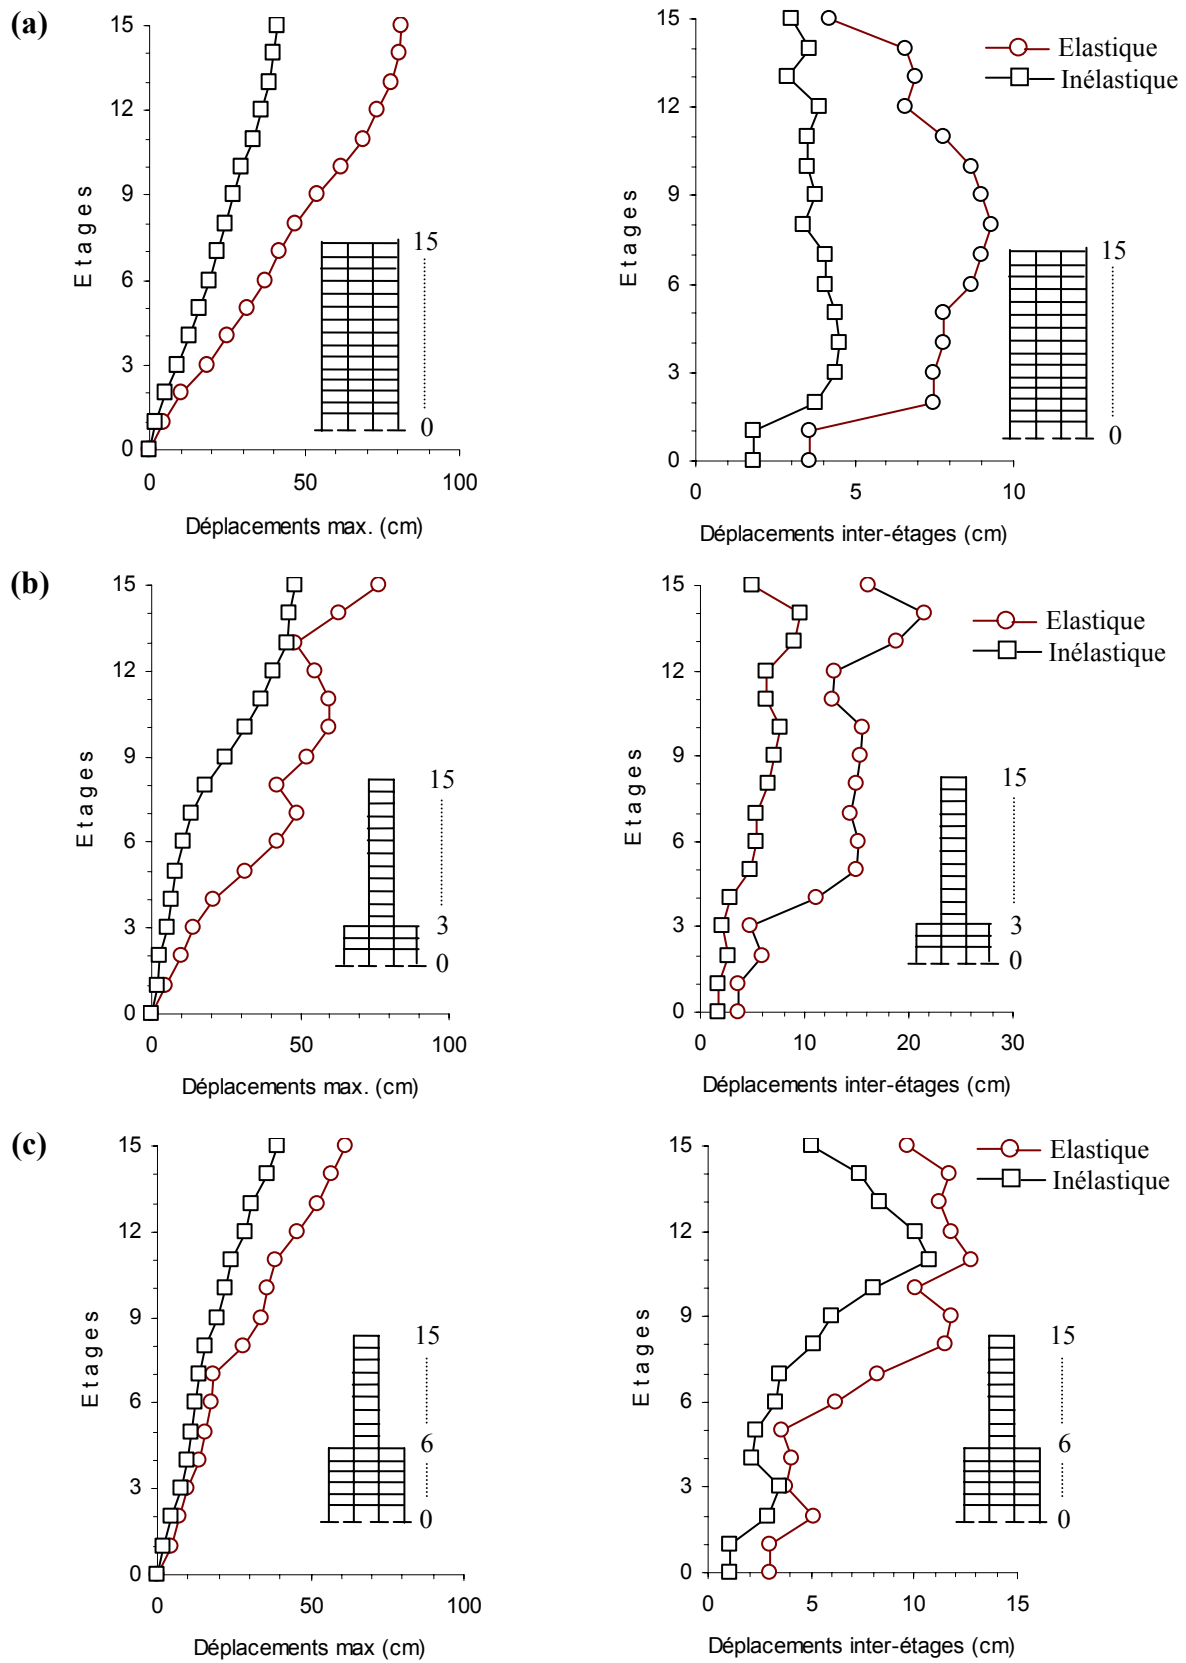 (a)
15
12
9
6
3
0
Etages
0 50 100
Déplacements max. (cm)
15
0
15
12
9
6
3
0
Etages
0 5 10
Déplacements inter-étages (cm)
Elastique
Inélastique
15
0
(b)
15
12
9
6
3
0
Etages
0 50 100
Déplacements max. (cm)
15
3
0
15
12
9
6
3
0
Etages
0 10 20 30
Déplacements inter-étages (cm)
Elastique
Inélastique
15
3
0
(c)
15
12
9
6
3
0
Etages
0 50 100
Déplacements max (cm)
15
6
0
15
12
9
6
3
0
Etages
0 5 10 15
Déplacements inter-étages (cm)
Elastique
Inélastique
15
6
0